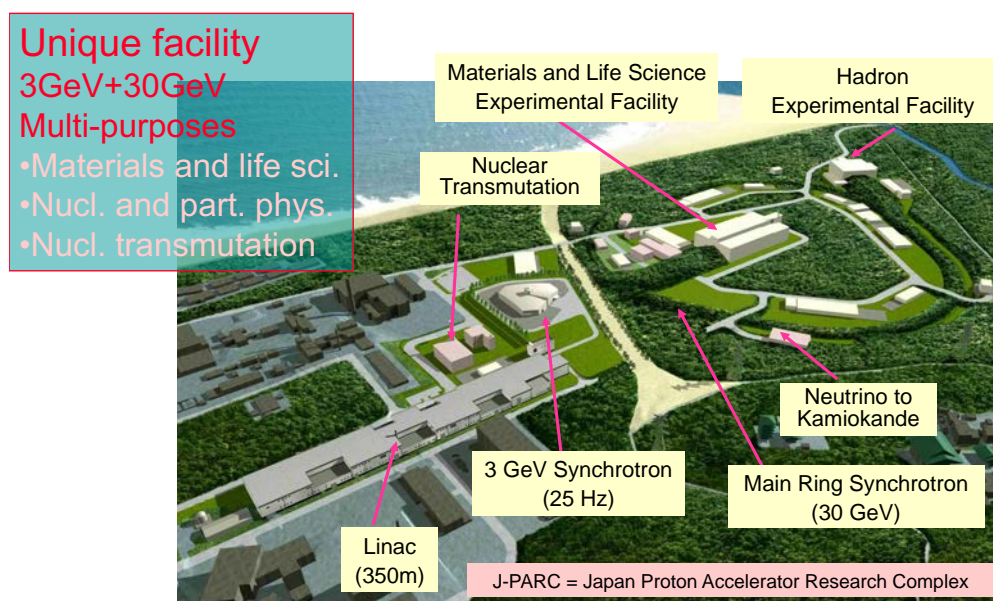 Unique facility
3GeV+30GeV
Multi-purposes
•Materials and life sci.
•Nucl. and part. phys.
•Nucl. transmutation
Materials and Life Science
Experimental Facility
Hadron
Experimental Facility
Nuclear
Transmutation
Neutrino to
Kamiokande
3 GeV Synchrotron
(25 Hz)
Main Ring Synchrotron
(30 GeV)
Linac
(350m)
J-PARC = Japan Proton Accelerator Research Complex